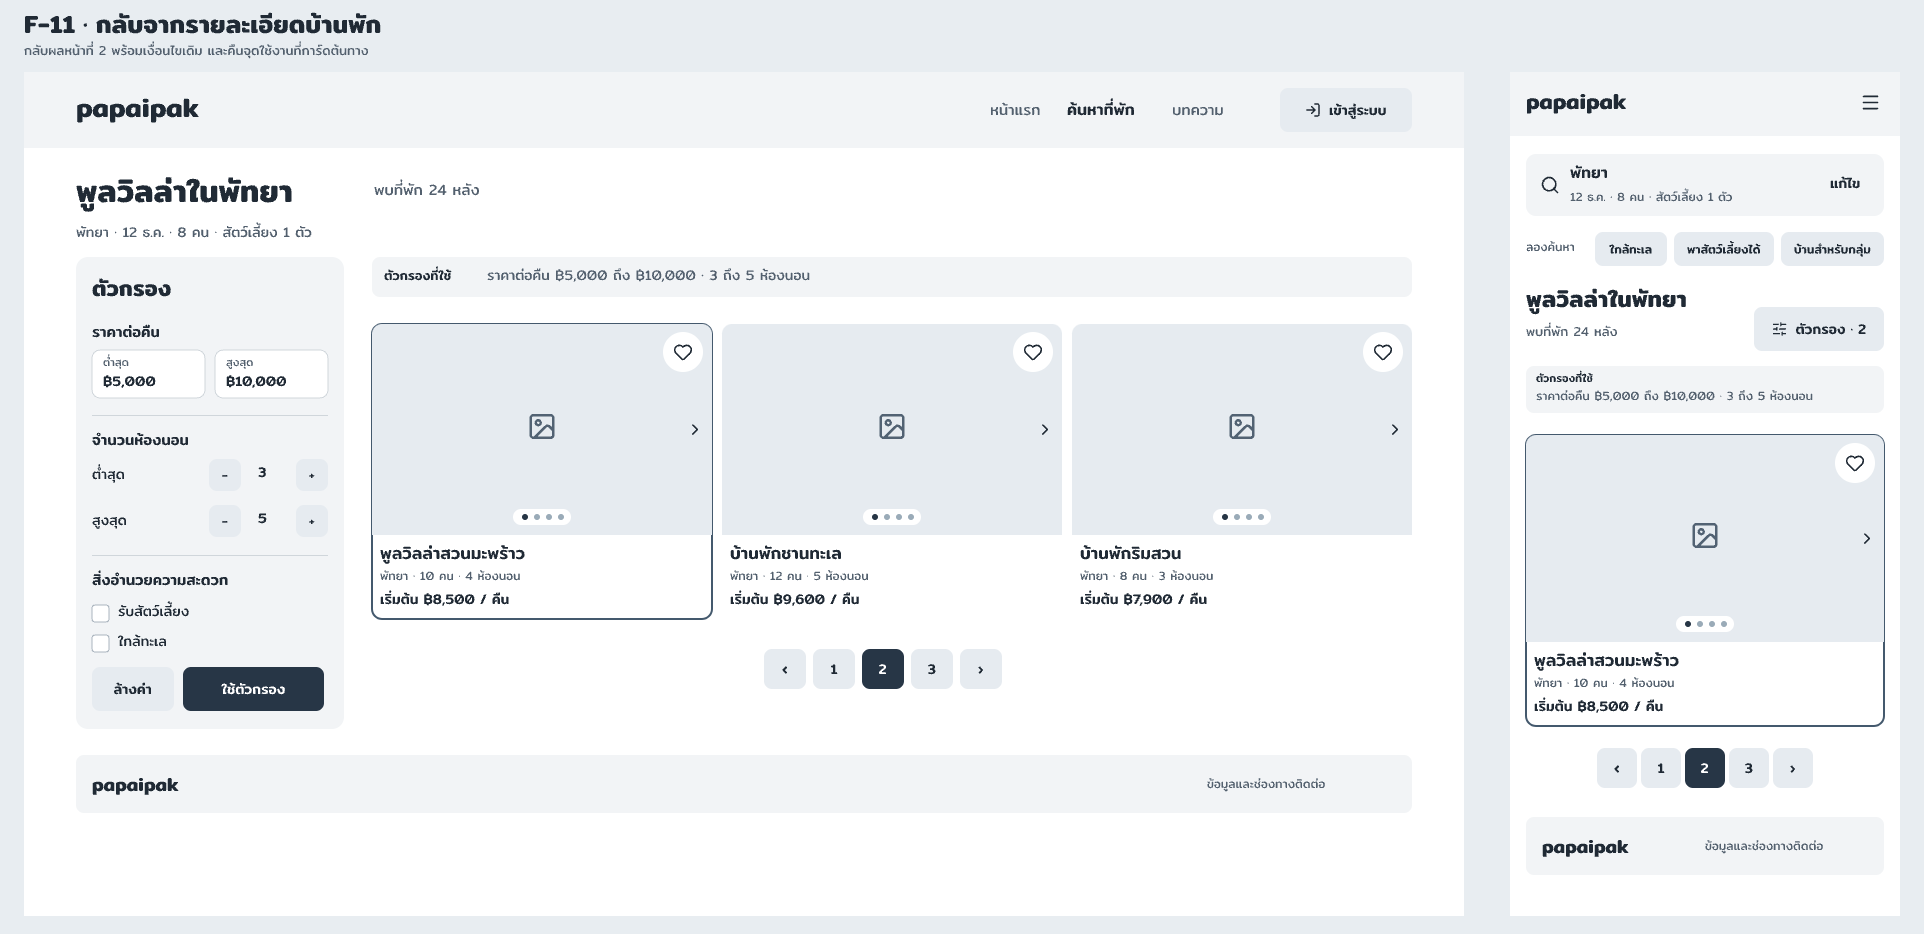 F-11 · กลับจากรายละเอียดบ้านพัก
กลับผลหน้าที่ 2 พร้อมเงื่อนไขเดิม และคืนจุดใช้งานที่การ์ดต้นทาง
papaipak
หน้าแรก ค้นหาที่พัก บทความ เข้าสู่ระบบ
พูลวิลล่าในพัทยา
พบที่พัก 24 หลัง
พัทยา · 12 ธ.ค. · 8 คน · สัตว์เลี้ยง 1 ตัว
ตัวกรอง
ราคาต่อคืน
ต่ำสุด
฿5,000
สูงสุด
฿10,000
จำนวนห้องนอน
ต่ำสุด - 3 +
สูงสุด - 5 +
สิ่งอำนวยความสะดวก
รับสัตว์เลี้ยง
ใกล้ทะเล
ล้างค่า ใช้ตัวกรอง
ตัวกรองที่ใช้ ราคาต่อคืน ฿5,000 ถึง ฿10,000 · 3 ถึง 5 ห้องนอน
พูลวิลล่าสวนมะพร้าว
พัทยา · 10 คน · 4 ห้องนอน
เริ่มต้น ฿8,500 / คืน
บ้านพักชานทะเล
พัทยา · 12 คน · 5 ห้องนอน
เริ่มต้น ฿9,600 / คืน
บ้านพักริมสวน
พัทยา · 8 คน · 3 ห้องนอน
เริ่มต้น ฿7,900 / คืน
‹ 1 2 3 ›
papaipak
ข้อมูลและช่องทางติดต่อ
papaipak
พัทยา
12 ธ.ค. · 8 คน · สัตว์เลี้ยง 1 ตัว
แก้ไข
ลองค้นหา ใกล้ทะเล พาสัตว์เลี้ยงได้ บ้านสำหรับกลุ่ม
พูลวิลล่าในพัทยา
พบที่พัก 24 หลัง
ตัวกรอง · 2
ตัวกรองที่ใช้
ราคาต่อคืน ฿5,000 ถึง ฿10,000 · 3 ถึง 5 ห้องนอน
พูลวิลล่าสวนมะพร้าว
พัทยา · 10 คน · 4 ห้องนอน
เริ่มต้น ฿8,500 / คืน
‹ 1 2 3 ›
papaipak
ข้อมูลและช่องทางติดต่อ